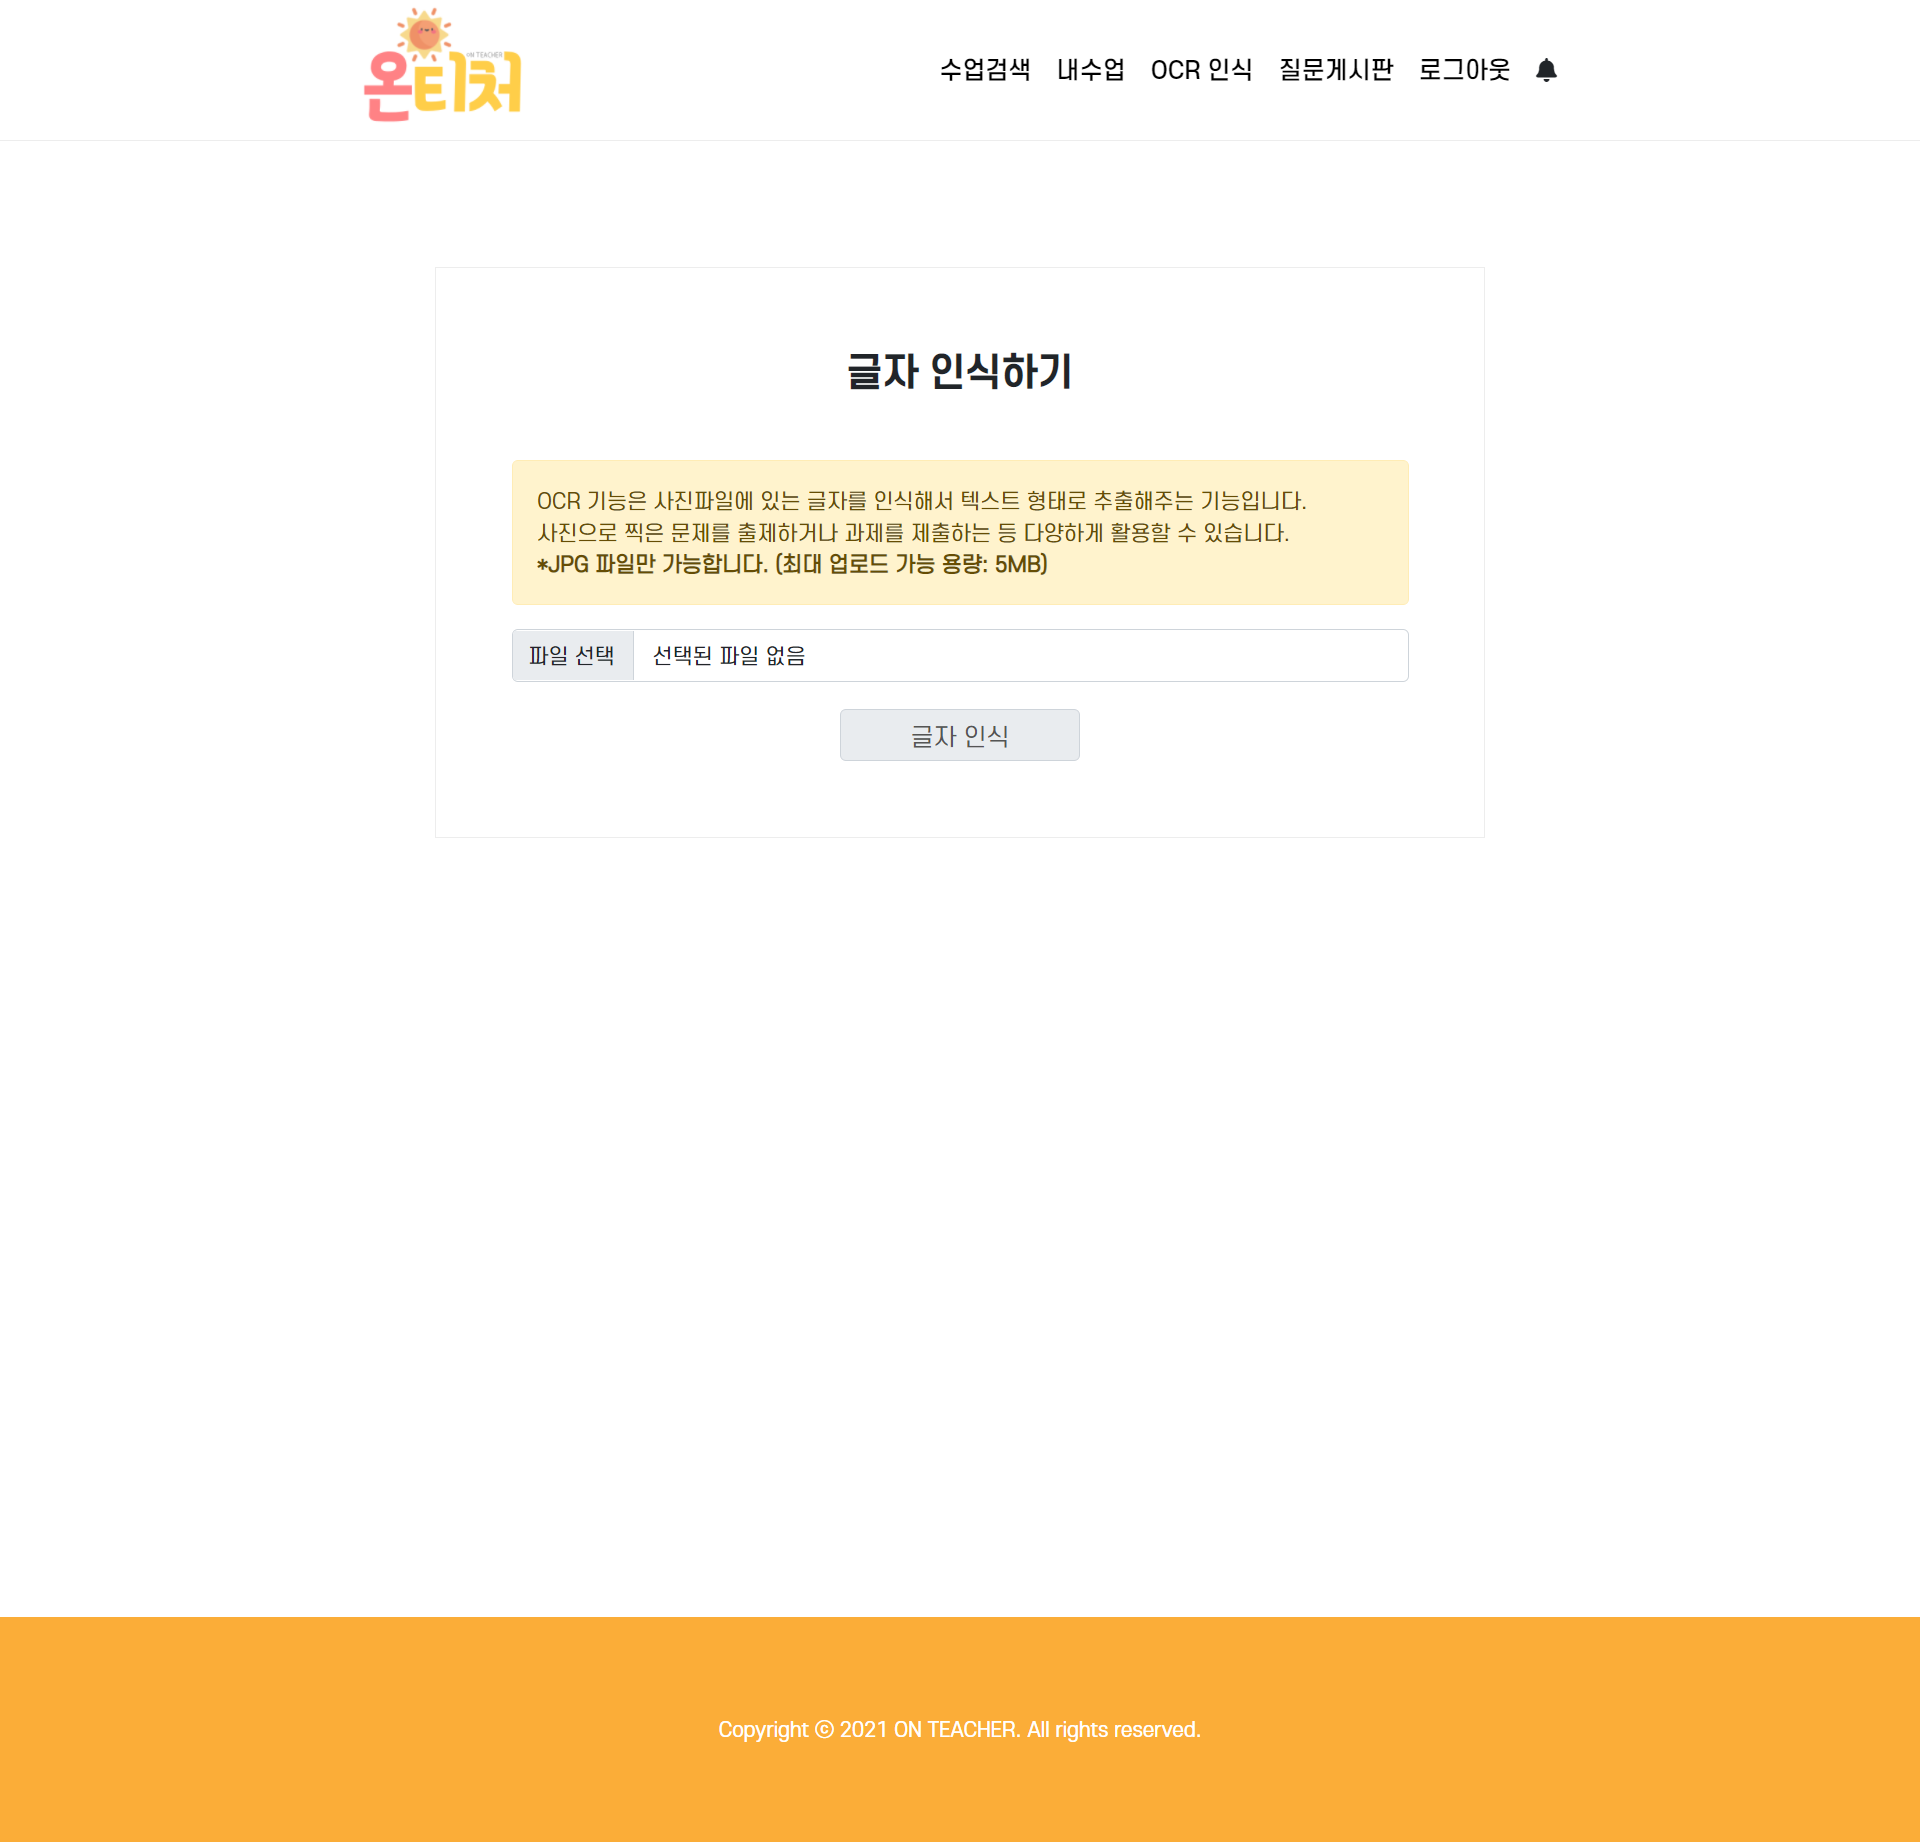 온티처
ON TEACHER
수업검색 내수업 OCR 인식 질문게시판 로그아웃
글자 인식하기
OCR 기능은 사진파일에 있는 글자를 인식해서 텍스트 형태로 추출해주는 기능입니다.
사진으로 찍은 문제를 출제하거나 과제를 제출하는 등 다양하게 활용할 수 있습니다.
*JPG 파일만 가능합니다. (최대 업로드 가능 용량: 5MB)
파일 선택 선택된 파일 없음
글자 인식
Copyright ⓒ 2021 ON TEACHER. All rights reserved.